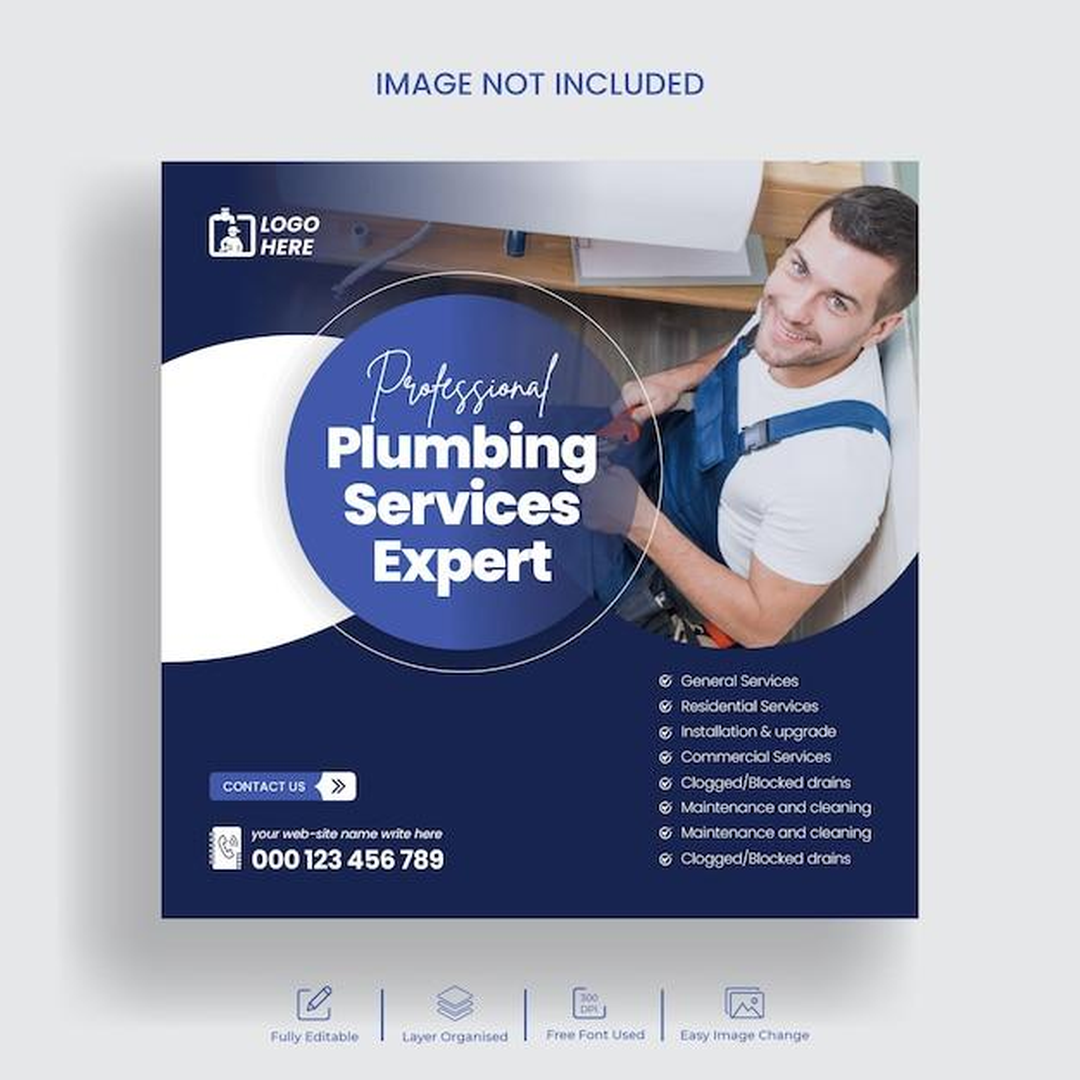 IMAGE NOT INCLUDED
LOGO
HERE
Professional
Plumbing
Services
Expert
General Services
Residential Services
Installation & upgrade
Commercial Services
Clogged/Blocked drains
Maintenance and cleaning
Maintenance and cleaning
Clogged/Blocked drains
CONTACT US
your web-site name write here
000 123 456 789
300
DPI
Fully Editable
Layer Organised
Free Font Used
Easy Image Change